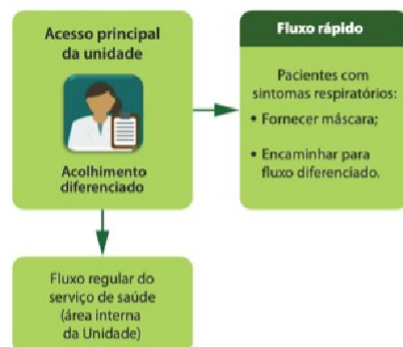 Acesso principal
da unidade
Acolhimento
diferenciado
Fluxo rápido
Pacientes com
sintomas respiratórios:
• Fornecer máscara;
• Encaminhar para
fluxo diferenciado.
Fluxo regular do
serviço de saúde
(área interna
da Unidade)